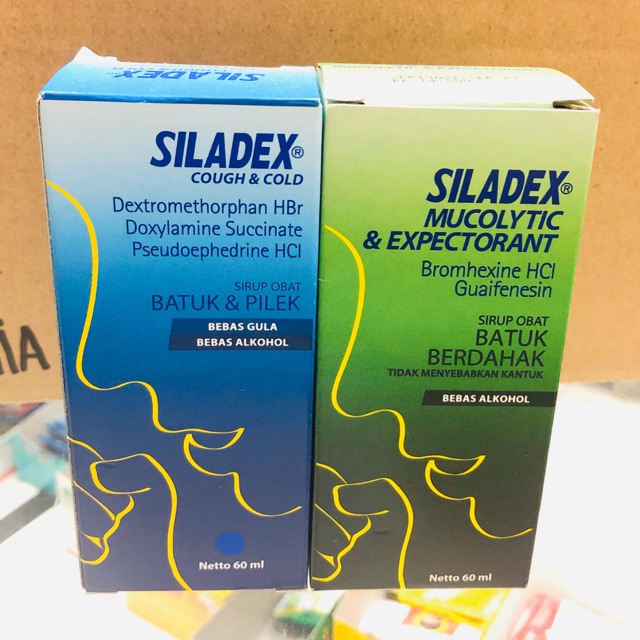 SILADEX
SILADEX®
COUGH & COLD
Dextromethorphan HBr
Doxylamine Succinate
Pseudoephedrine HCl
SIRUP OBAT
BATUK & PILEK
BEBAS GULA
BEBAS ALKOHOL
Netto 60 ml
SILADEX®
MUCOLYTIC
& EXPECTORANT
Bromhexine HCl
Guaifenesin
SIRUP OBAT
BATUK
BERDAHAK
TIDAK MENYEBABKAN KANTUK
BEBAS ALKOHOL
Netto 60 ml